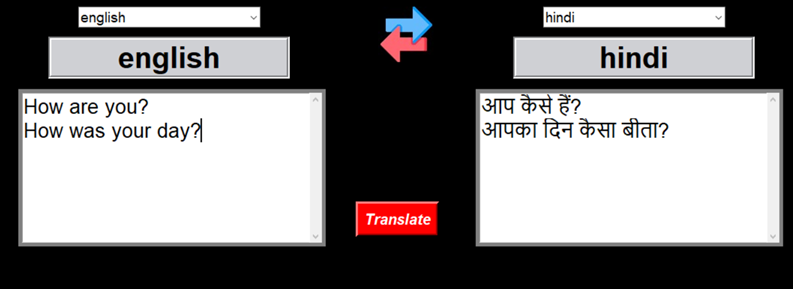 english
hindi
english
hindi
How are you?
How was your day?
आप कैसे हैं?
आपका दिन कैसा बीता?
Translate